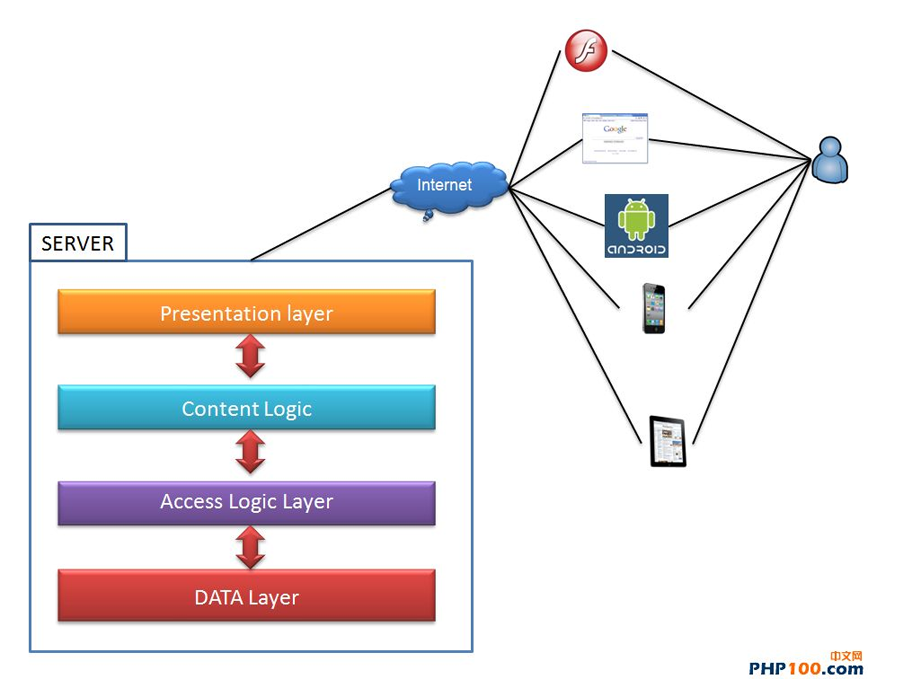 Google
Internet
ANDROID
SERVER
Presentation layer
Content Logic
Access Logic Layer
DATA Layer
中文网
PHP100.com